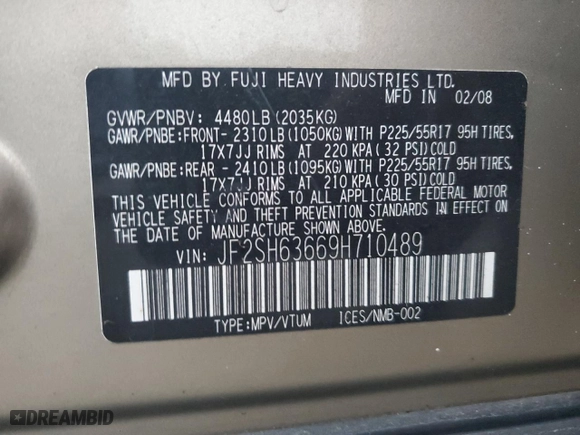 MFD BY FUJI HEAVY INDUSTRIES LTD.
MFD IN 02/08
GVWR/PNBV: 4480LB(2035KG)
GAWR/PNBE:FRONT- 2310LB(1050KG)WITH P225/55R17 95H TIRES,
17X7JJ RIMS AT 220 KPA(32 PSI)COLD
GAWR/PNBE:REAR - 2410LB(1095KG)WITH P225/55R17 95H TIRES,
17X7JJ RIMS AT 210 KPA(30 PSI)COLD
THIS VEHICLE CONFORMS TO ALL APPLICABLE FEDERAL MOTOR
VEHICLE SAFETY AND THEFT PREVENTION STANDARDS IN EFFECT ON
THE DATE OF MANUFACTURE SHOWN ABOVE.
VIN: JF2SH63669H710489
TYPE:MPV/VTUM ICES/NMB-002
DREAMBID